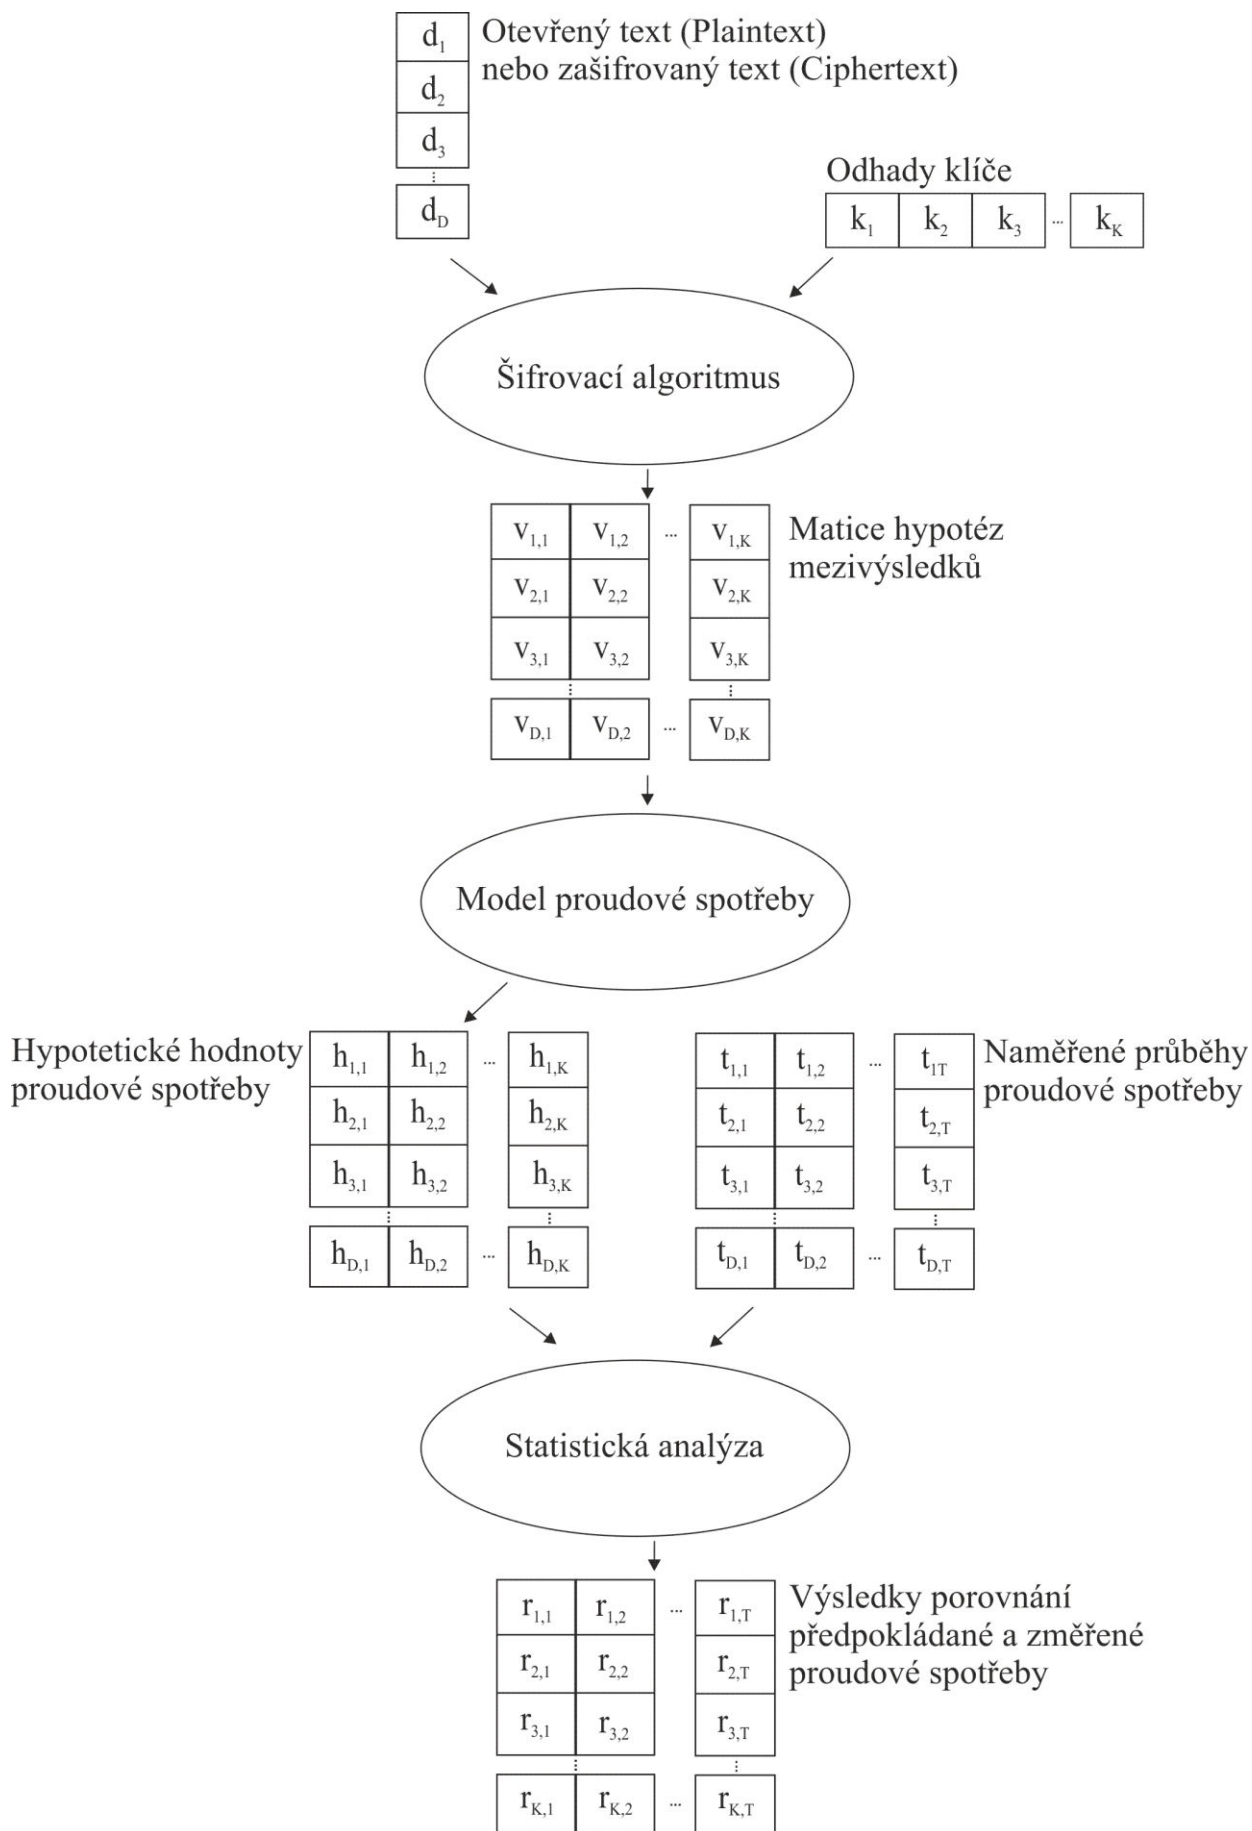 d1 Otevřený text (Plaintext)
nebo zašifrovaný text (Ciphertext)
d2
d3
⋮
dD
Odhady klíče
k1 k2 k3 ... kK
Šifrovací algoritmus
v1,1 v1,2 ... v1,K Matice hypotéz
mezivýsledků
v2,1 v2,2 v2,K
v3,1 v3,2 v3,K
⋮ ⋮
vD,1 vD,2 ... vD,K
Model proudové spotřeby
Hypotetické hodnoty
proudové spotřeby
h1,1 h1,2 ... h1,K
h2,1 h2,2 h2,K
h3,1 h3,2 h3,K
⋮ ⋮
hD,1 hD,2 ... hD,K
t1,1 t1,2 ... t1T
t2,1 t2,2 t2,T
t3,1 t3,2 t3,T
⋮ ⋮
tD,1 tD,2 ... tD,T
Naměřené průběhy
proudové spotřeby
Statistická analýza
r1,1 r1,2 ... r1,T
r2,1 r2,2 r2,T
r3,1 r3,2 r3,T
⋮ ⋮
rK,1 rK,2 ... rK,T
Výsledky porovnání
předpokládané a změřené
proudové spotřeby